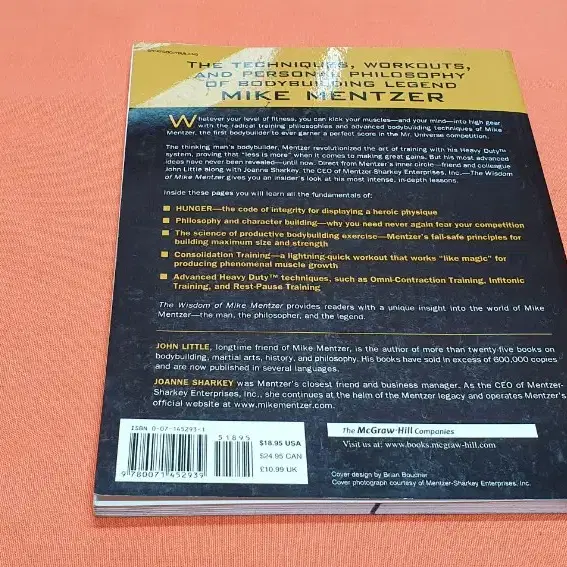 BODYBUILDING
THE TECHNIQUES, WORKOUTS,
AND PERSONAL PHILOSOPHY
OF BODYBUILDING LEGEND
MIKE MENTZER
Whatever your level of fitness, you can kick your muscles—and your mind—into high gear
with the radical training philosophies and advanced bodybuilding techniques of Mike
Mentzer, the first bodybuilder to ever garner a perfect score in the Mr. Universe competition.
The thinking man's bodybuilder, Mentzer revolutionized the art of training with his Heavy Duty™
system, proving that "less is more" when it comes to making great gains. But his most advanced
ideas have never been revealed—until now. Direct from Mentzer's inner circle—friend and colleague
John Little along with Joanne Sharkey, the CEO of Mentzer-Sharkey Enterprises, Inc.—The Wisdom
of Mike Mentzer gives you an insider's look at his most intense, in-depth lessons.
Inside these pages you will learn all the fundamentals of:
■ HUNGER—the code of integrity for displaying a heroic physique
■ Philosophy and character building—why you need never again fear your competition
■ The science of productive bodybuilding exercise—Mentzer's fail-safe principles for
building maximum size and strength
■ Consolidation Training—a lightning-quick workout that works "like magic" for
producing phenomenal muscle growth
■ Advanced Heavy Duty™ techniques, such as Omni-Contraction Training, Infitonic
Training, and Rest-Pause Training
The Wisdom of Mike Mentzer provides readers with a unique insight into the world of Mike
Mentzer—the man, the philosopher, and the legend.
JOHN LITTLE, longtime friend of Mike Mentzer, is the author of more than twenty-five books on
bodybuilding, martial arts, history, and philosophy. His books have sold in excess of 600,000 copies
and are now published in several languages.
JOANNE SHARKEY was Mentzer's closest friend and business manager. As the CEO of Mentzer-
Sharkey Enterprises, Inc., she continues at the helm of the Mentzer legacy and operates Mentzer's
official website at www.mikementzer.com.
ISBN 0-07-145293-1
51895
9 780071 452939
$18.95 USA
$24.95 CAN
£10.99 UK
The McGraw-Hill Companies
Visit us at: www.books.mcgraw-hill.com
Cover design by Brian Boucher
Cover photograph courtesy of Mentzer-Sharkey Enterprises, Inc.